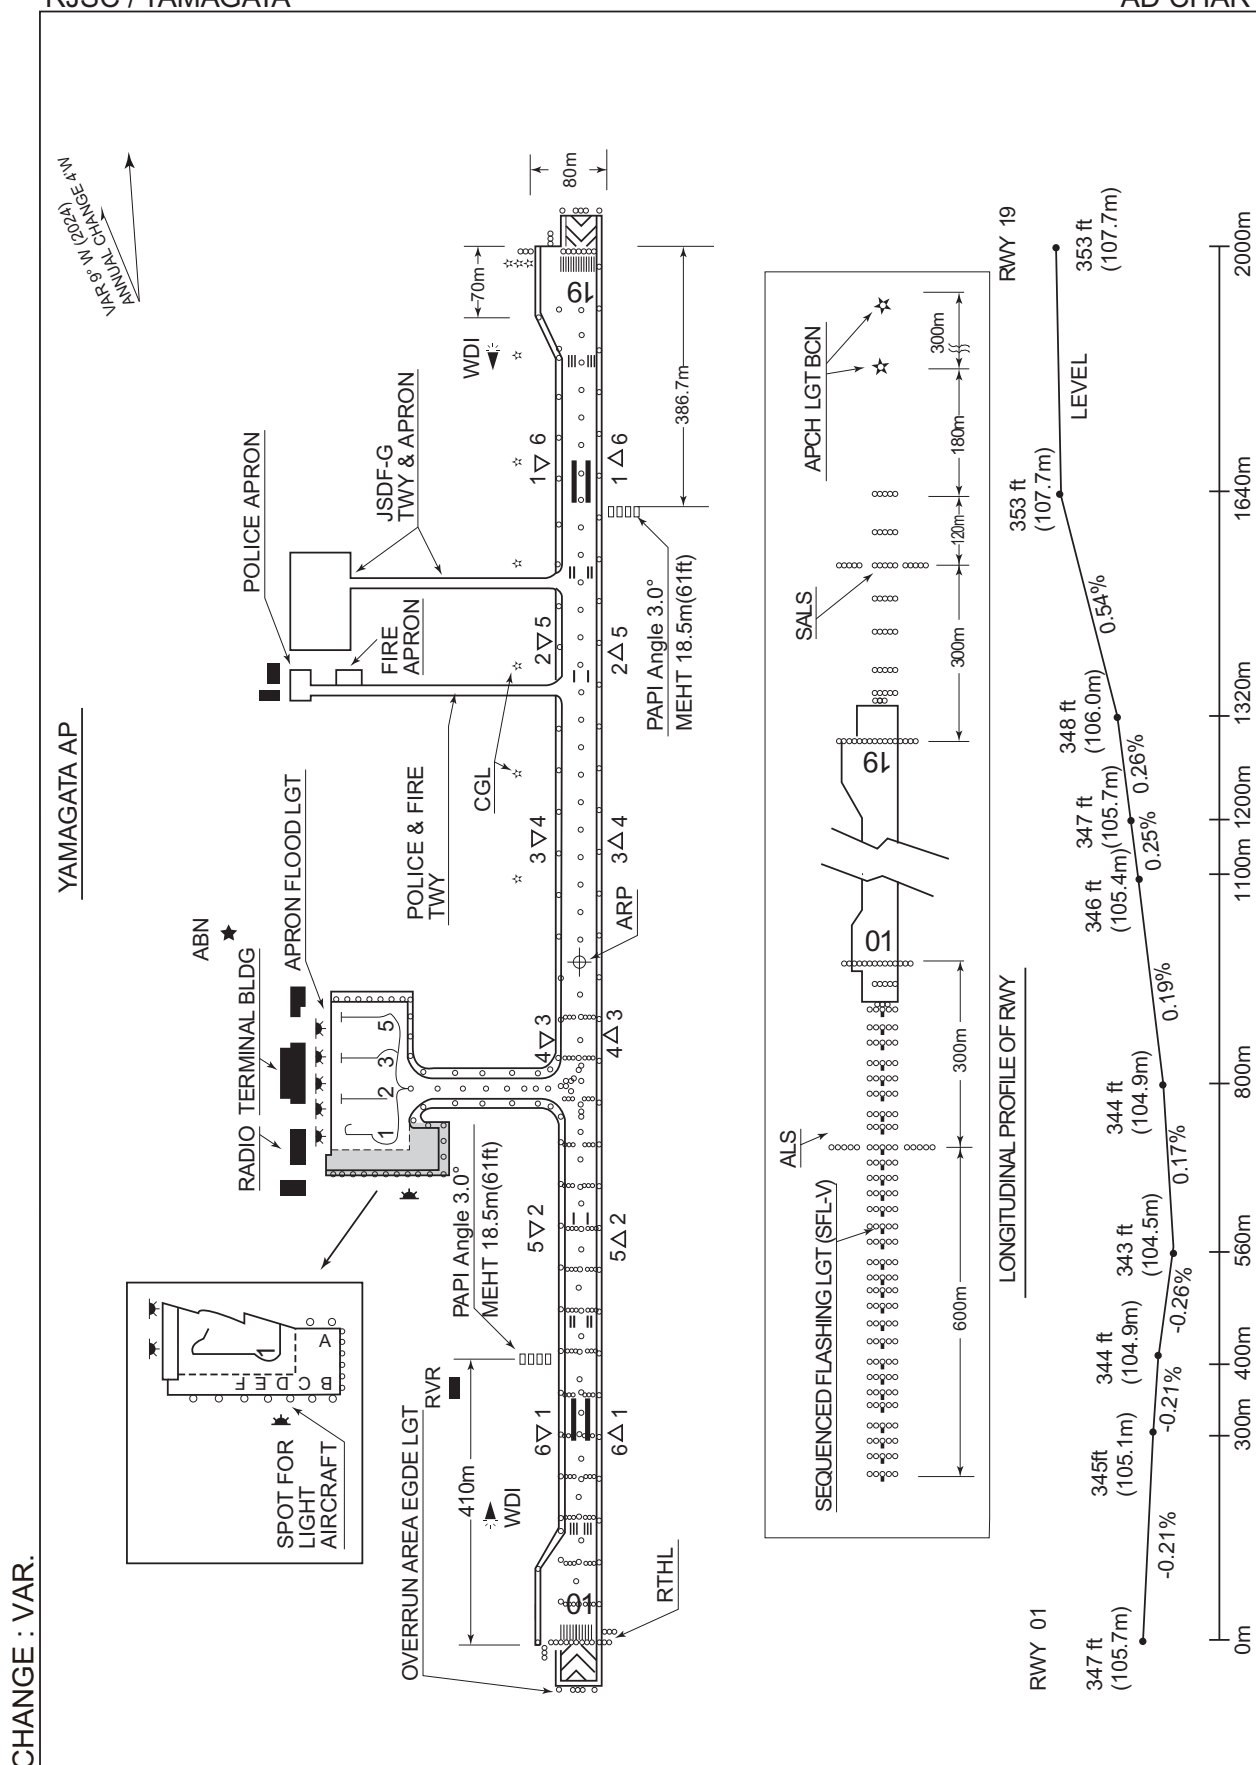 RJSC / YAMAGATA
AD CHART
CHANGE : VAR.
YAMAGATA AP
VAR 9° W (2024)
ANNUAL CHANGE 4'W
80m
70m
WDI
19
386.7m
POLICE APRON
JSDF-G
TWY & APRON
FIRE
APRON
1 6
1 6
2 5
2 5
PAPI Angle 3.0°
MEHT 18.5m(61ft)
CGL
POLICE & FIRE
TWY
3 4
3 4
ARP
ABN
APRON FLOOD LGT
TERMINAL BLDG
RADIO
5
3
2
1
4 3
4 3
PAPI Angle 3.0°
MEHT 18.5m(61ft)
5 2
5 2
RVR
6 1
6 1
410m
WDI
OVERRUN AREA EGDE LGT
01
RTHL
1
A
B C D E F
SPOT FOR
LIGHT
AIRCRAFT
APCH LGT BCN
300m
180m
120m
SALS
300m
19
01
300m
ALS
SEQUENCED FLASHING LGT (SFL-V)
600m
LONGITUDINAL PROFILE OF RWY
RWY 19
353 ft
(107.7m)
LEVEL
353 ft
(107.7m)
0.54%
348 ft
(106.0m)
0.26%
347 ft
(105.7m)
0.25%
346 ft
(105.4m)
0.19%
344 ft
(104.9m)
0.17%
343 ft
(104.5m)
-0.26%
344 ft
(104.9m)
-0.21%
345ft
(105.1m)
-0.21%
347 ft
(105.7m)
RWY 01
0m 300m 400m 560m 800m 1100m 1200m 1320m 1640m 2000m